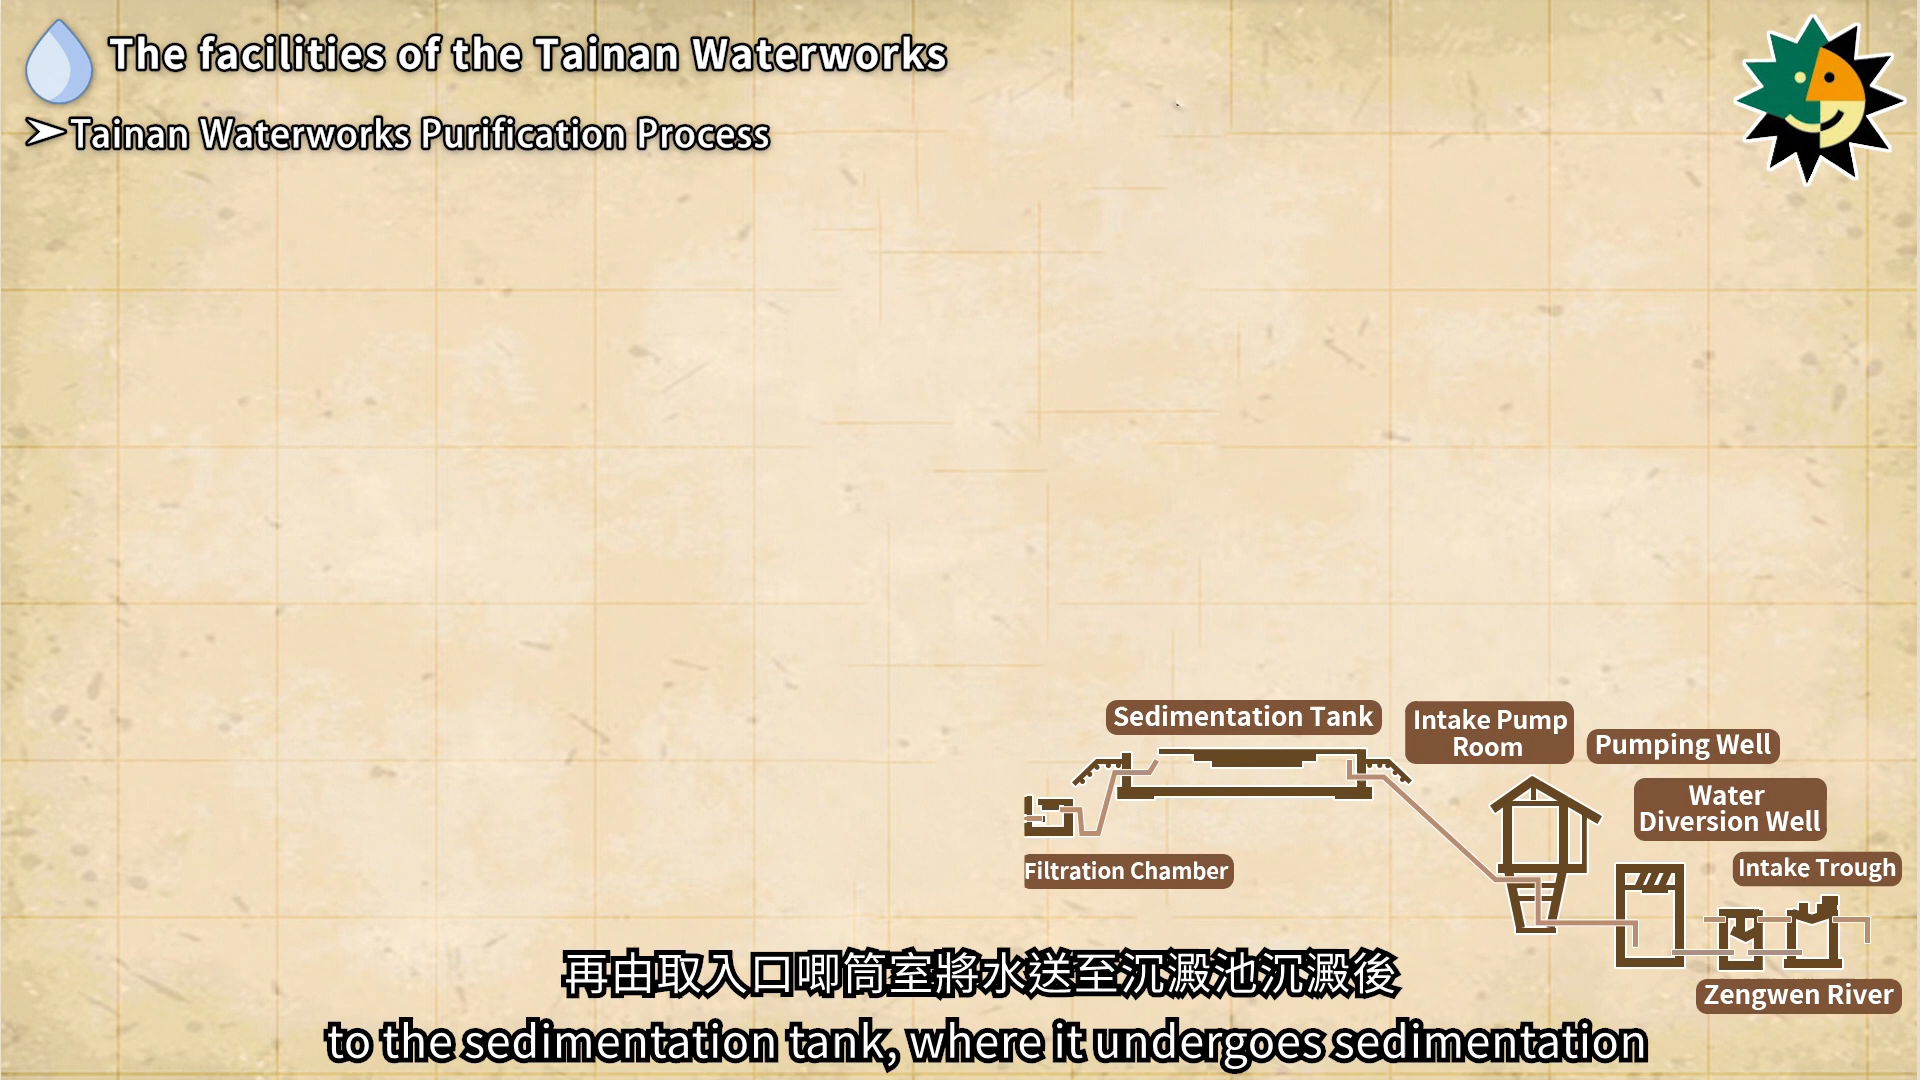 The facilities of the Tainan Waterworks
Tainan Waterworks Purification Process
Sedimentation Tank
Intake Pump
Room
Pumping Well
Water
Diversion Well
Intake Trough
Filtration Chamber
Zengwen River
再由取入口唧筒室將水送至沉澱池沉澱後
to the sedimentation tank, where it undergoes sedimentation